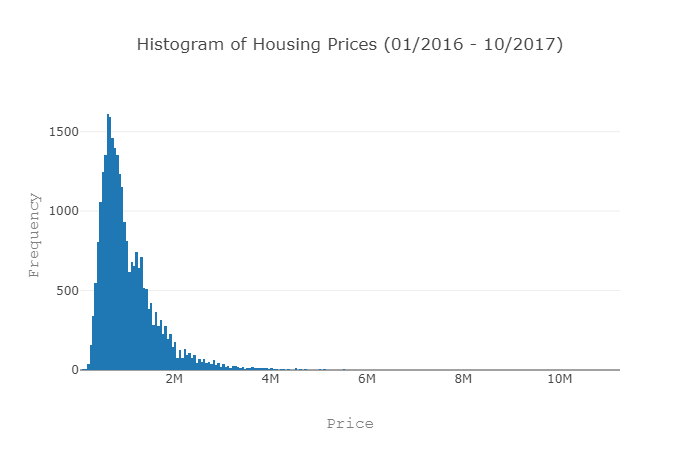 Histogram of Housing Prices (01/2016 - 10/2017)
1500
1000
500
0
Frequency
2M 4M 6M 8M 10M
Price